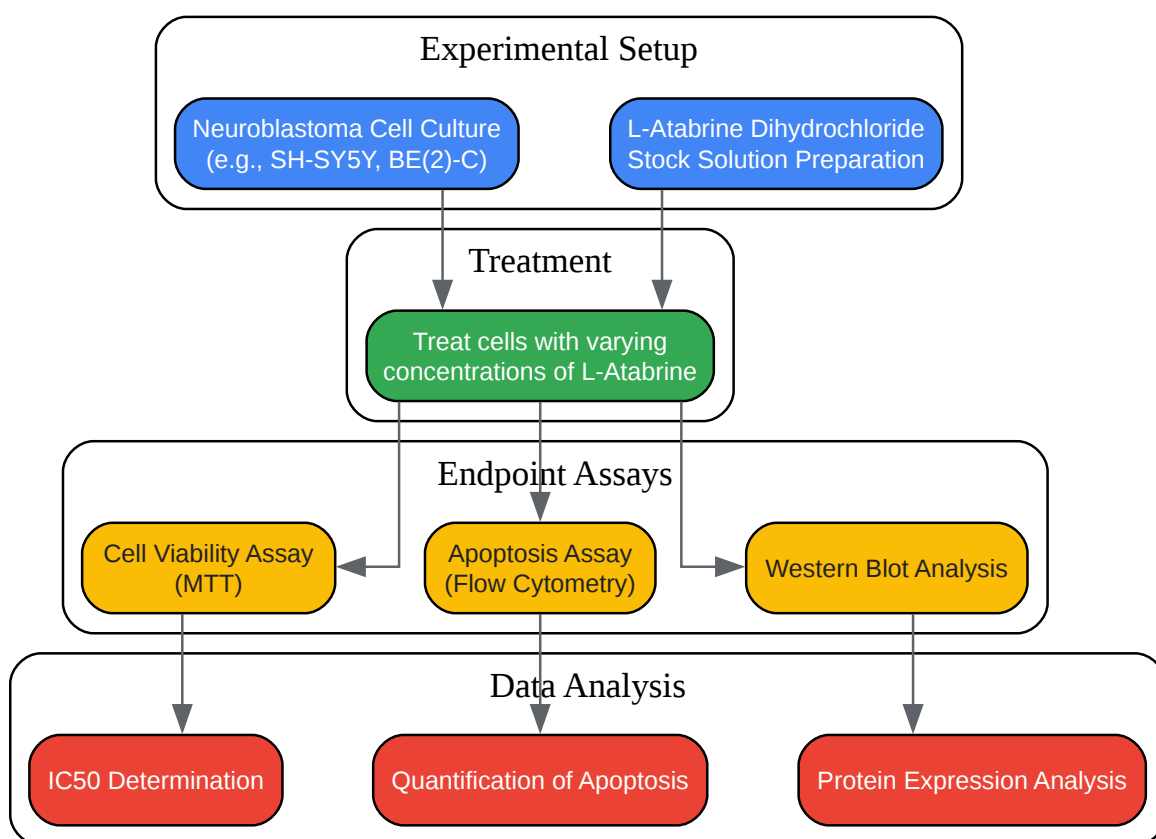 Experimental Setup
Neuroblastoma Cell Culture
(e.g., SH-SY5Y, BE(2)-C)
L-Atabrine Dihydrochloride
Stock Solution Preparation
Treatment
Treat cells with varying
concentrations of L-Atabrine
Endpoint Assays
Cell Viability Assay
(MTT)
Apoptosis Assay
(Flow Cytometry)
Western Blot Analysis
Data Analysis
IC50 Determination
Quantification of Apoptosis
Protein Expression Analysis